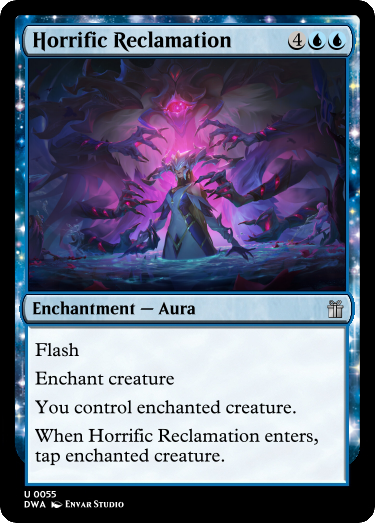 Horrific Reclamation 4
Enchantment — Aura
Flash
Enchant creature
You control enchanted creature.
When Horrific Reclamation enters,
tap enchanted creature.
U 0055
DWA Envar Studio